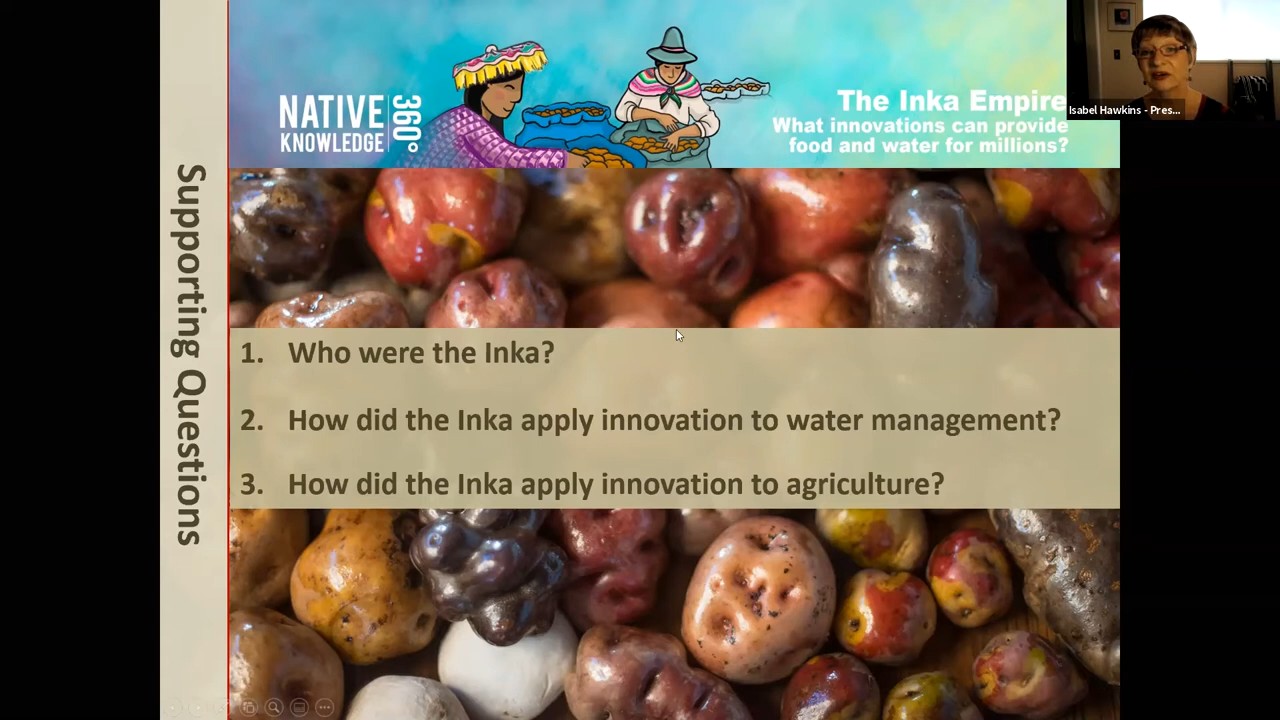 NATIVE
KNOWLEDGE
360°
The Inka Empire
What innovations can provide
food and water for millions?
Isabel Hawkins - Pres...
Supporting Questions
1. Who were the Inka?
2. How did the Inka apply innovation to water management?
3. How did the Inka apply innovation to agriculture?